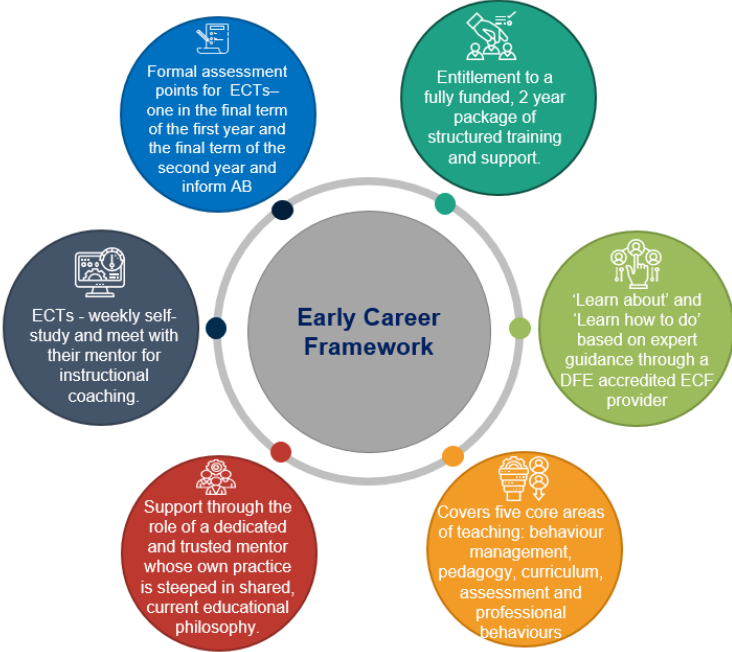 Formal assessment
points for  ECTs–
one in the final term
of the first year and
the final term of the
second year and
inform AB
Entitlement to a
fully funded, 2 year
package of
structured training
and support.
ECTs - weekly self-
study and meet with
their mentor for
instructional
coaching.
Early Career
Framework
‘Learn about’ and
‘Learn how to do’
based on expert
guidance through a
DFE accredited ECF
provider
Support through the
role of a dedicated
and trusted mentor
whose own practice
is steeped in shared,
current educational
philosophy.
Covers five core areas
of teaching: behaviour
management,
pedagogy, curriculum,
assessment and
professional
behaviours